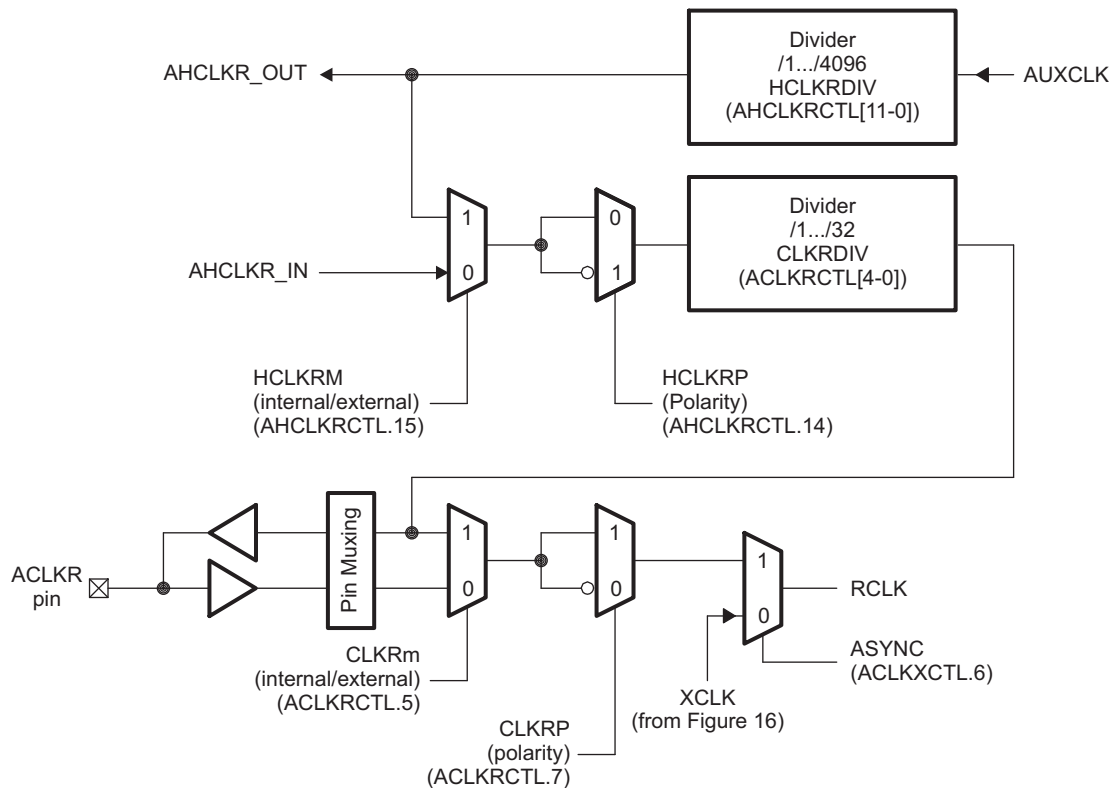 Divider
/1.../4096
HCLKRDIV
(AHCLKRCTL[11-0])
AHCLKR_OUT
AUXCLK
Divider
/1.../32
CLKRDIV
(ACLKRCTL[4-0])
1
0
0
1
AHCLKR_IN
HCLKRM
(internal/external)
(AHCLKRCTL.15)
HCLKRP
(Polarity)
(AHCLKRCTL.14)
ACLKR
pin
Pin Muxing
1
0
1
0
1
0
RCLK
CLKRm
(internal/external)
(ACLKRCTL.5)
ASYNC
(ACLKXCTL.6)
XCLK
(from Figure 16)
CLKRP
(polarity)
(ACLKRCTL.7)